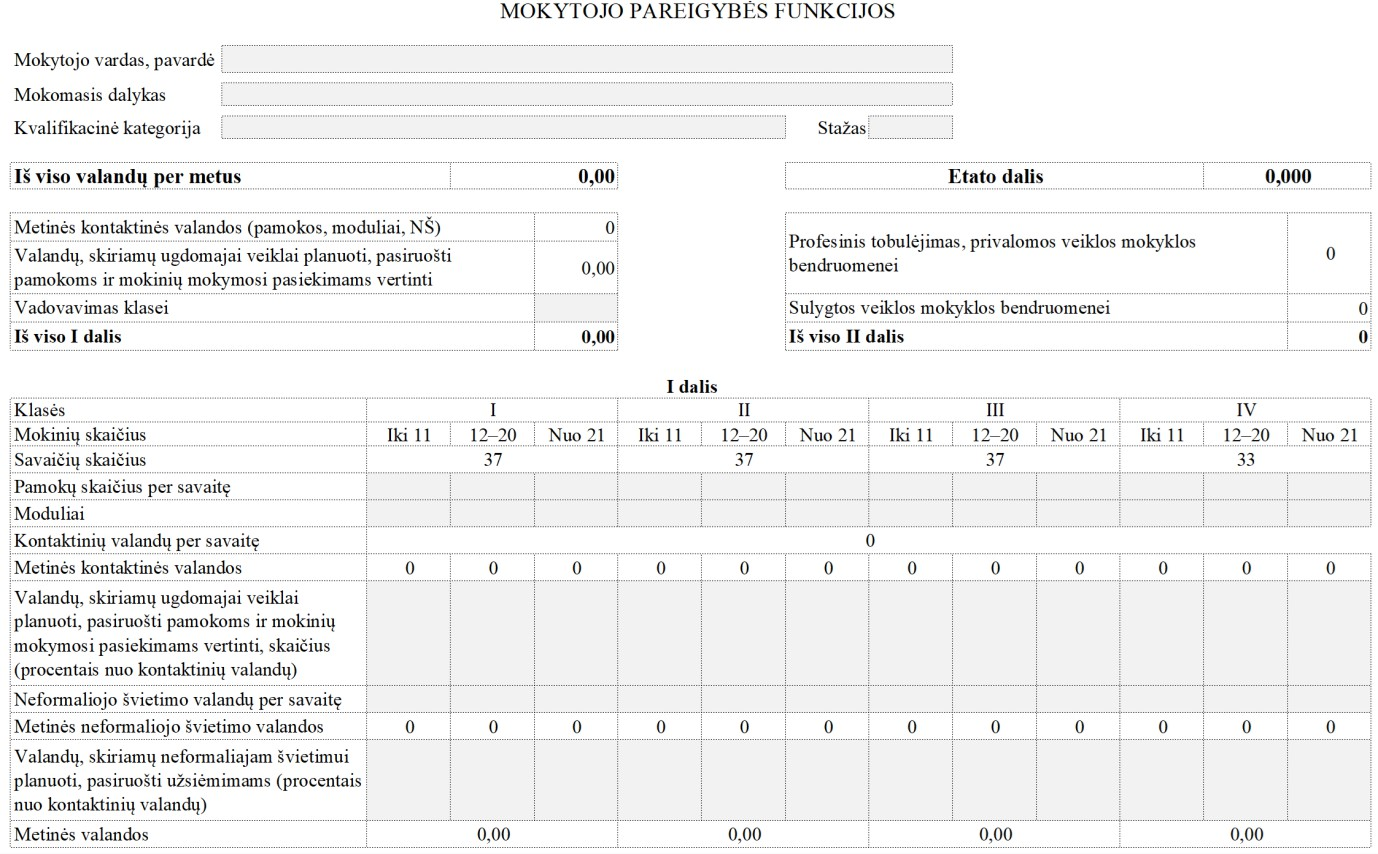 MOKYTOJO PAREIGYBĖS FUNKCIJOS
Mokytojo vardas, pavardė
Mokomasis dalykas
Kvalifikacinė kategorija Stažas
Iš viso valandų per metus 0,00 Etato dalis 0,000
Metinės kontaktinės valandos (pamokos, moduliai, NŠ) 0
Valandų, skiriamų ugdomajai veiklai planuoti, pasiruošti
pamokoms ir mokinių mokymosi pasiekimams vertinti 0,00
Vadovavimas klasei
Iš viso I dalis 0,00
Profesinis tobulėjimas, privalomos veiklos mokyklos
bendruomenei 0
Sulygtos veiklos mokyklos bendruomenei 0
Iš viso II dalis 0
I dalis
Klasės I II III IV
Mokinių skaičius Iki 11 12–20 Nuo 21 Iki 11 12–20 Nuo 21 Iki 11 12–20 Nuo 21 Iki 11 12–20 Nuo 21
Savaičių skaičius 37 37 37 33
Pamokų skaičius per savaitę
Moduliai
Kontaktinių valandų per savaitę 0
Metinės kontaktinės valandos 0 0 0 0 0 0 0 0 0 0 0 0
Valandų, skiriamų ugdomajai veiklai
planuoti, pasiruošti pamokoms ir mokinių
mokymosi pasiekimams vertinti, skaičius
(procentais nuo kontaktinių valandų)
Neformaliojo švietimo valandų per savaitę
Metinės neformaliojo švietimo valandos 0 0 0 0 0 0 0 0 0 0 0 0
Valandų, skiriamų neformaliajam švietimui
planuoti, pasiruošti užsiėmimams (procentais
nuo kontaktinių valandų)
Metinės valandos 0,00 0,00 0,00 0,00